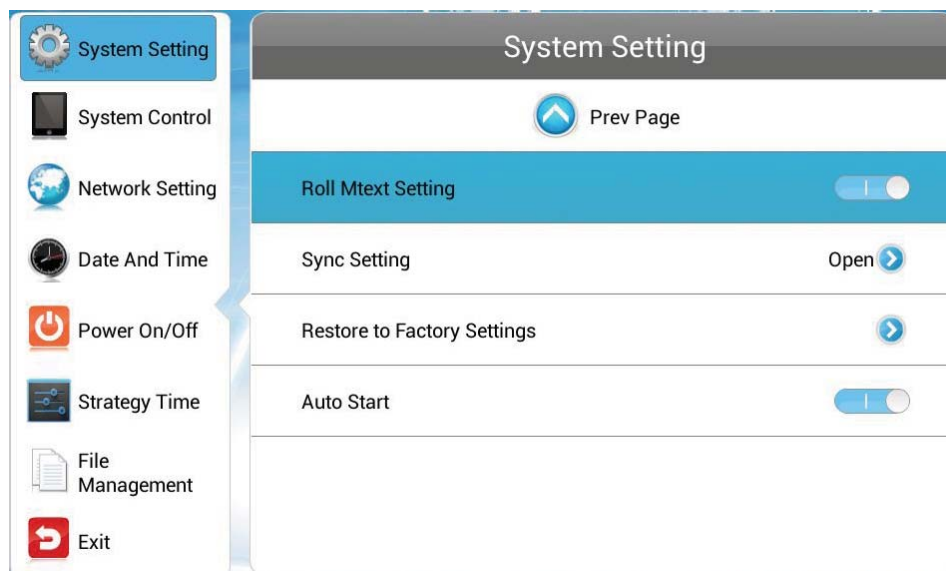 System Setting
System Control
Network Setting
Date And Time
Power On/Off
Strategy Time
File
Management
Exit
System Setting
Prev Page
Roll Mtext Setting
Sync Setting Open
Restore to Factory Settings
Auto Start